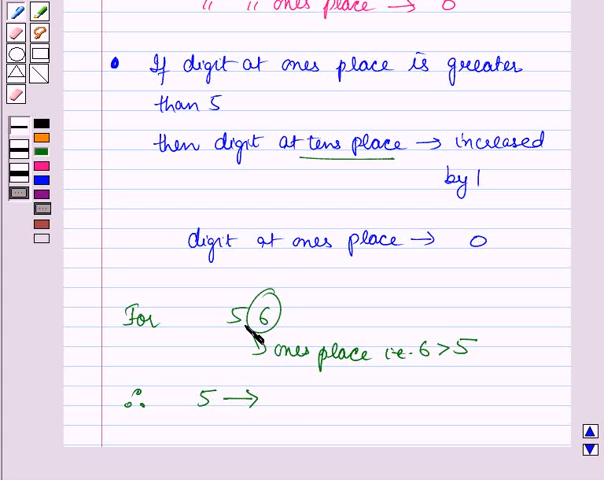 " " ones place → 0
• If digit at ones place is greater
than 5
then digit at tens place → increased
by 1
digit at ones place → 0
For 56
ones place i.e. 6 > 5
∴ 5 →